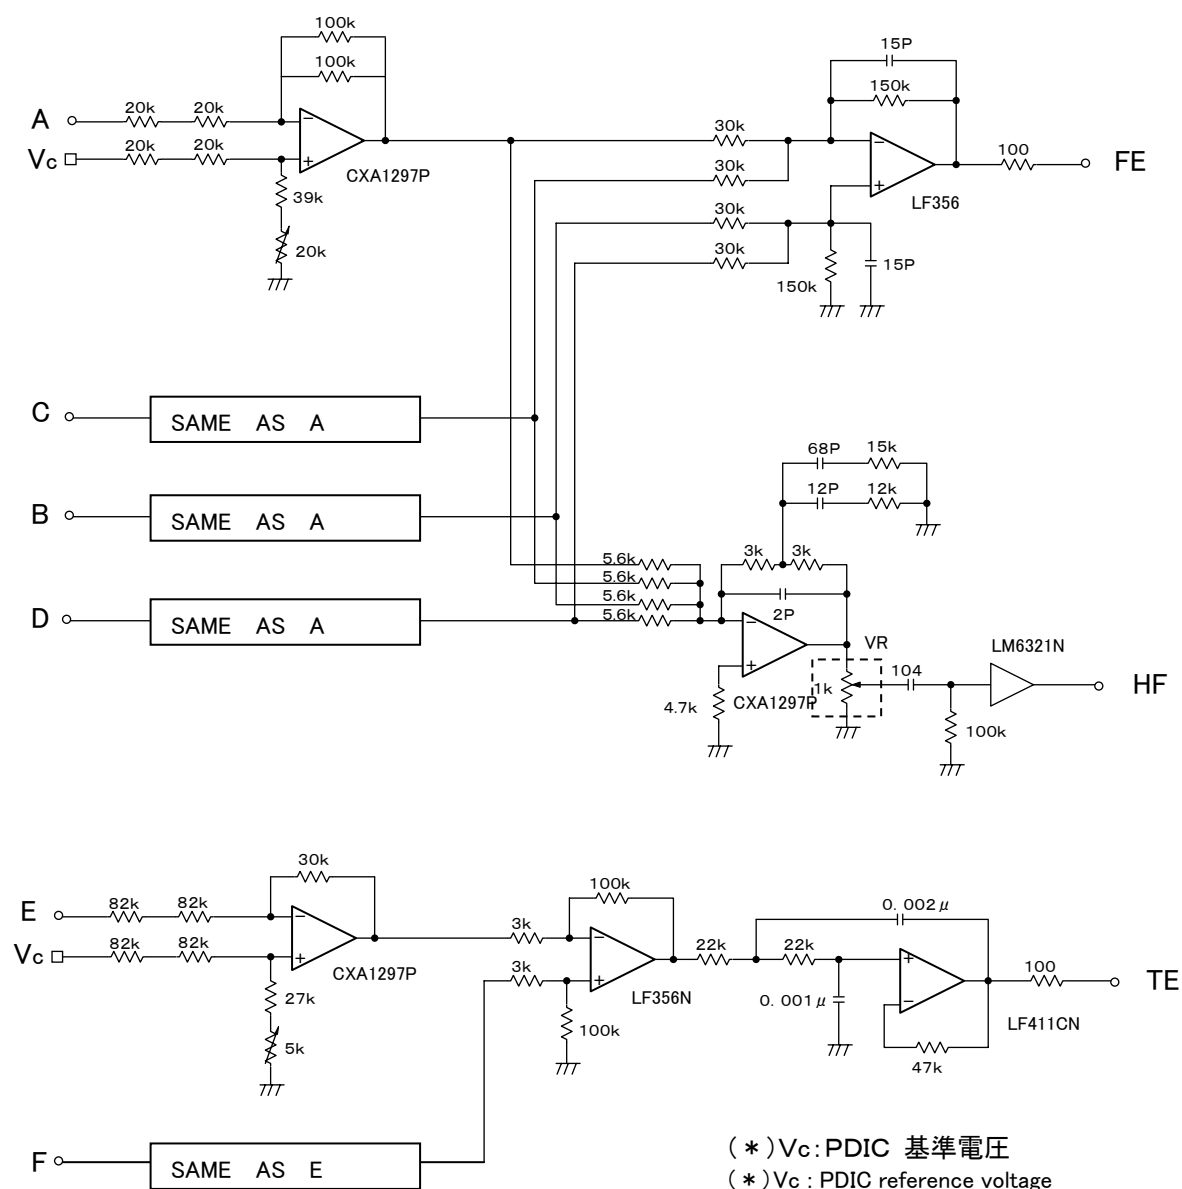 100k
100k
15P
150k
20k
20k
A
30k
20k
20k
Vc
CXA1297P
30k
100
FE
39k
LF356
30k
20k
30k
15P
150k
C
SAME AS A
68P
15k
12P
12k
B
SAME AS A
3k
3k
5.6k
5.6k
5.6k
5.6k
2P
D
SAME AS A
VR
LM6321N
104
HF
1k
4.7k
CXA1297P
100k
30k
100k
0.002μ
E
82k
82k
3k
22k
22k
Vc
82k
82k
CXA1297P
3k
100
TE
27k
LF356N
0.001μ
LF411CN
5k
100k
47k
F
SAME AS E
(*)Vc:PDIC 基準電圧
(*)Vc : PDIC reference voltage